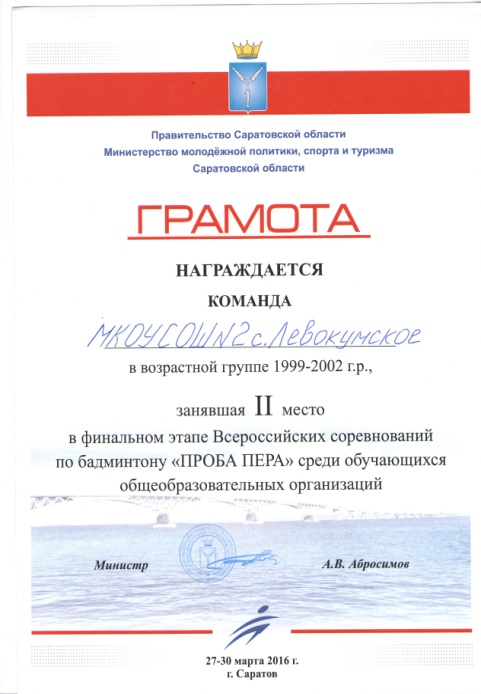 Правительство Саратовской области
Министерство молодёжной политики, спорта и туризма
Саратовской области
ГРАМОТА
НАГРАЖДАЕТСЯ
КОМАНДА
МКОУСОШ№2 с. Левокумское
в возрастной группе 1999-2002 г.р.,
занявшая II место
в финальном этапе Всероссийских соревнований
по бадминтону «ПРОБА ПЕРА» среди обучающихся
общеобразовательных организаций
Министр А.В. Абросимов
27-30 марта 2016 г.
г. Саратов